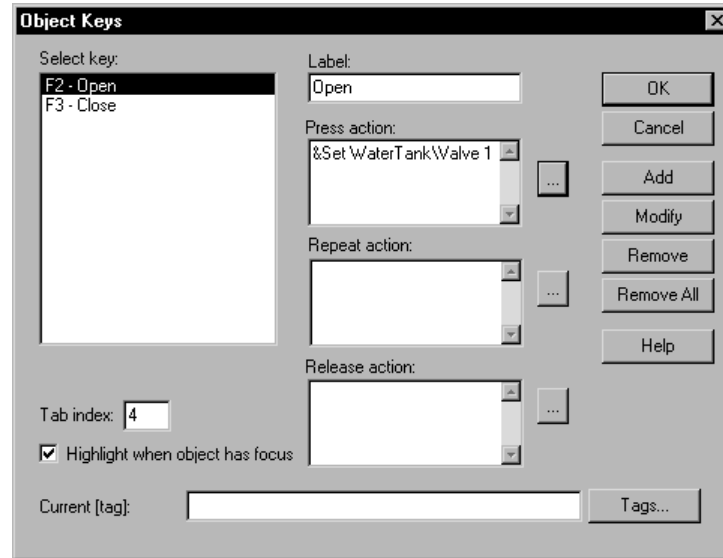 Object Keys
Select key:
F2 - Open
F3 - Close
Label:
Open
Press action:
&Set WaterTank\Valve 1
...
Repeat action:
...
Release action:
...
OK
Cancel
Add
Modify
Remove
Remove All
Help
Tab index: 4
Highlight when object has focus
Current [tag]:
Tags...